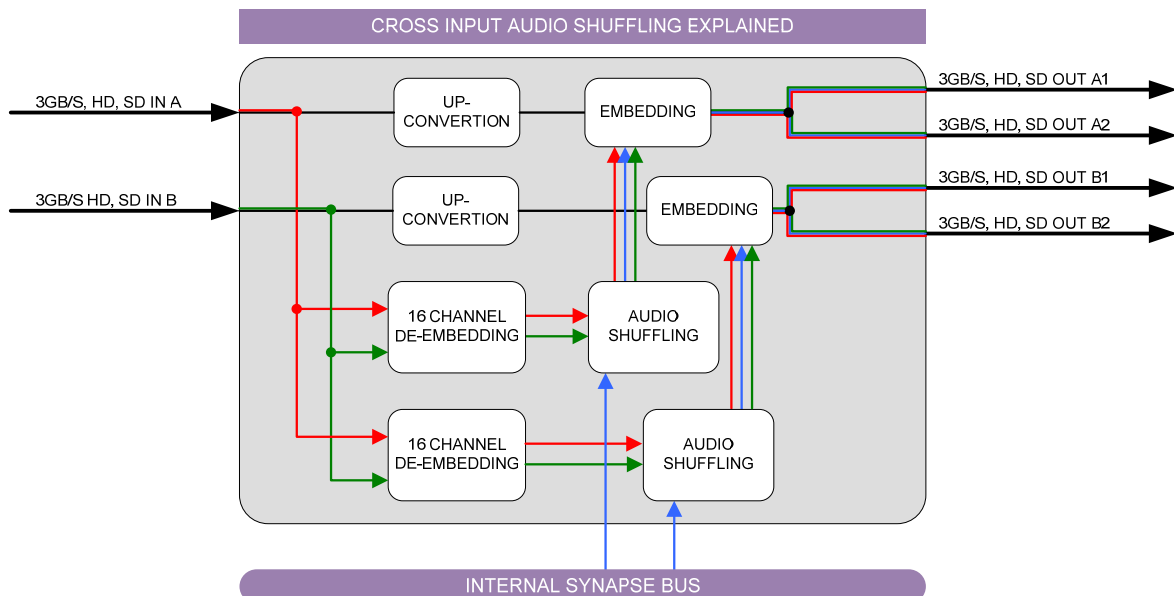 CROSS INPUT AUDIO SHUFFLING EXPLAINED
3GB/S, HD, SD IN A
UP-
CONVERTION
EMBEDDING
3GB/S, HD, SD OUT A1
3GB/S, HD, SD OUT A2
3GB/S HD, SD IN B
UP-
CONVERTION
EMBEDDING
3GB/S, HD, SD OUT B1
3GB/S, HD, SD OUT B2
16 CHANNEL
DE-EMBEDDING
AUDIO
SHUFFLING
16 CHANNEL
DE-EMBEDDING
AUDIO
SHUFFLING
INTERNAL SYNAPSE BUS